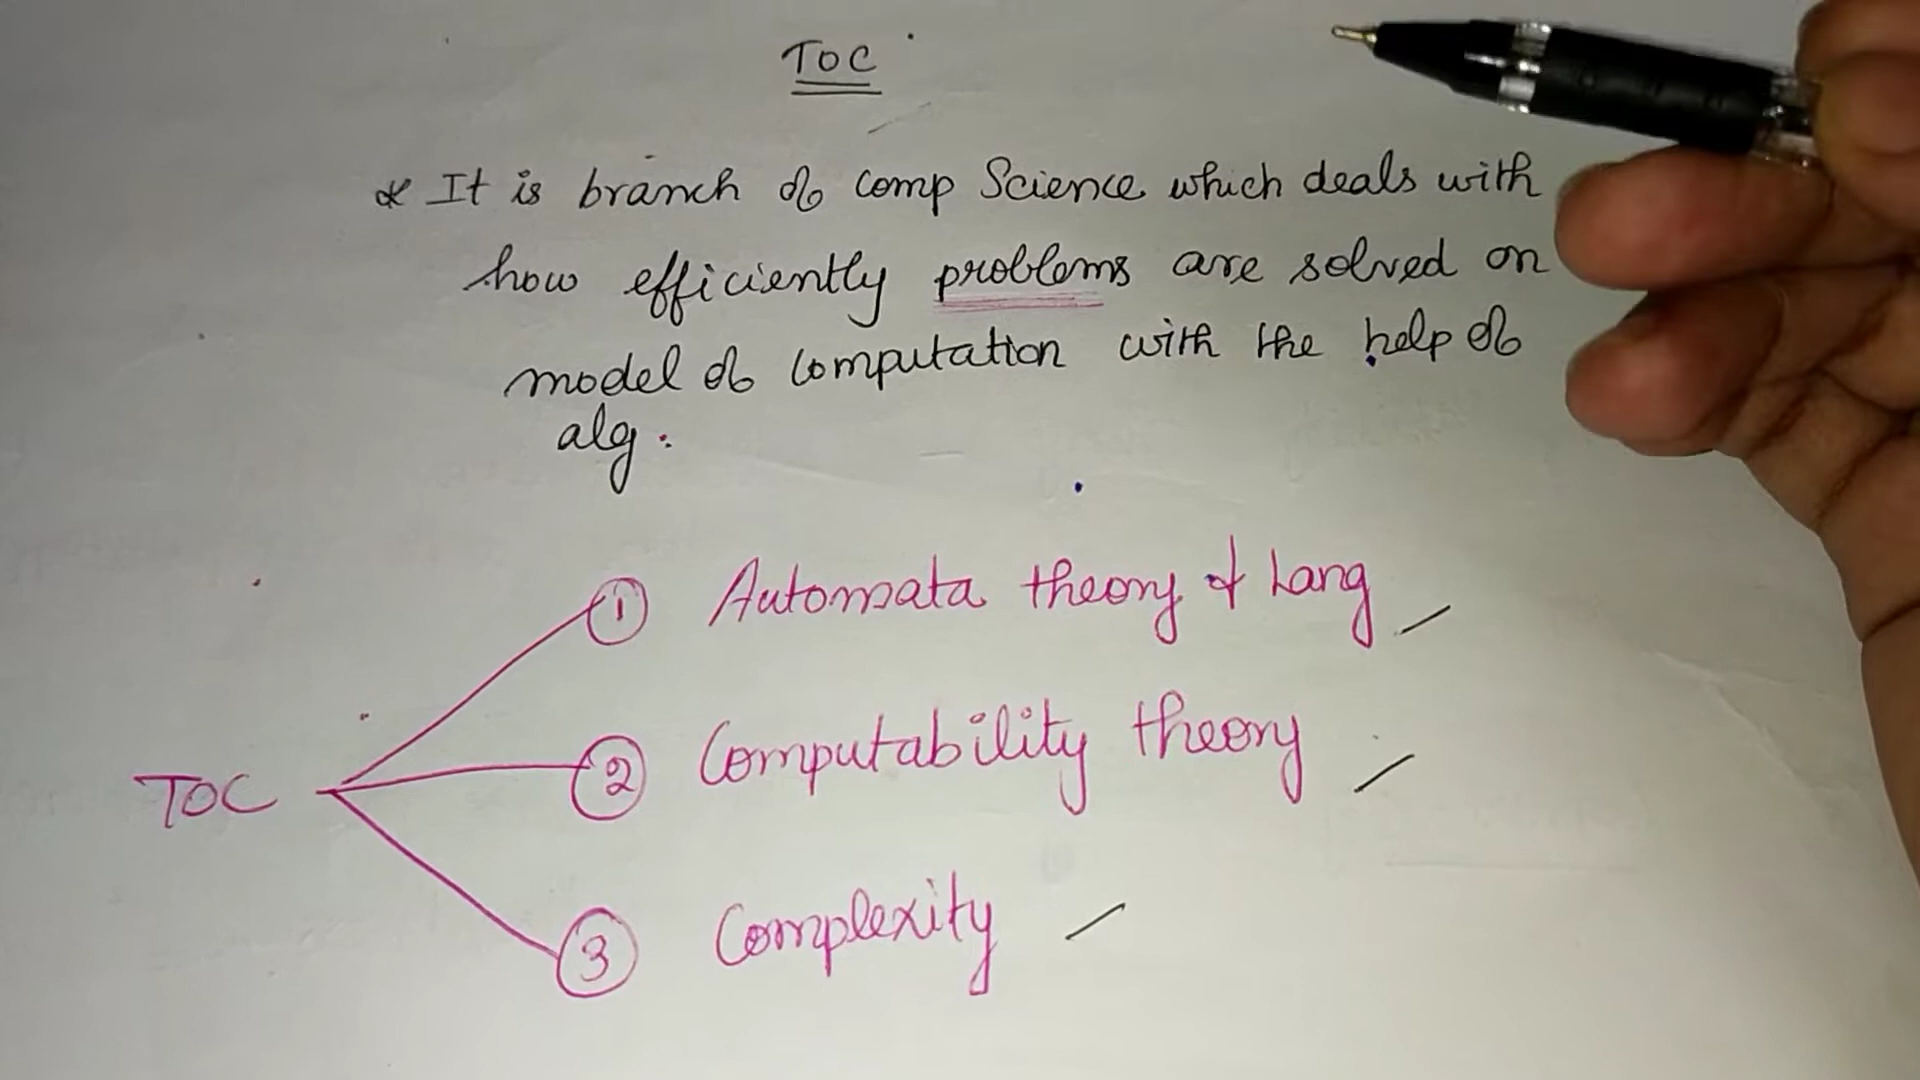 TOC
* It is branch of comp Science which deals with
how efficiently problems are solved on
model of computation with the help of
alg.
① Automata theory & Lang
② Computability theory
TOC
③ Complexity